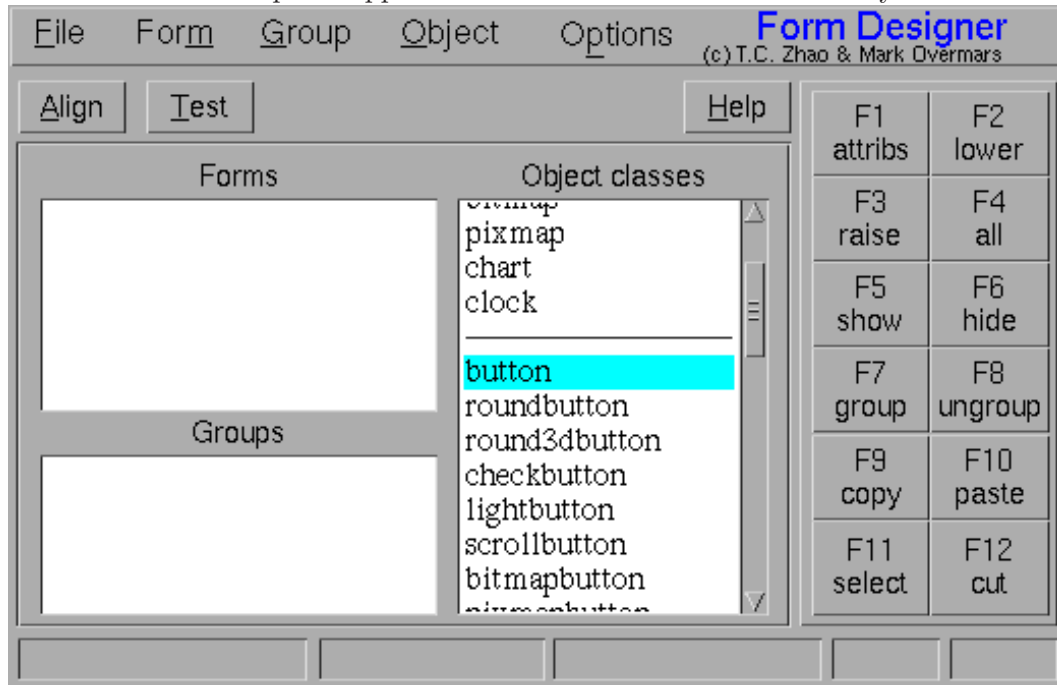 File Form Group Object Options Form Designer
(c) T.C. Zhao & Mark Overmars
Align Test Help
Forms
Object classes
bitmap
pixmap
chart
clock
button
roundbutton
round3dbutton
checkbutton
lightbutton
scrollbutton
bitmapbutton
pixmapbutton
Groups
F1
attribs
F2
lower
F3
raise
F4
all
F5
show
F6
hide
F7
group
F8
ungroup
F9
copy
F10
paste
F11
select
F12
cut